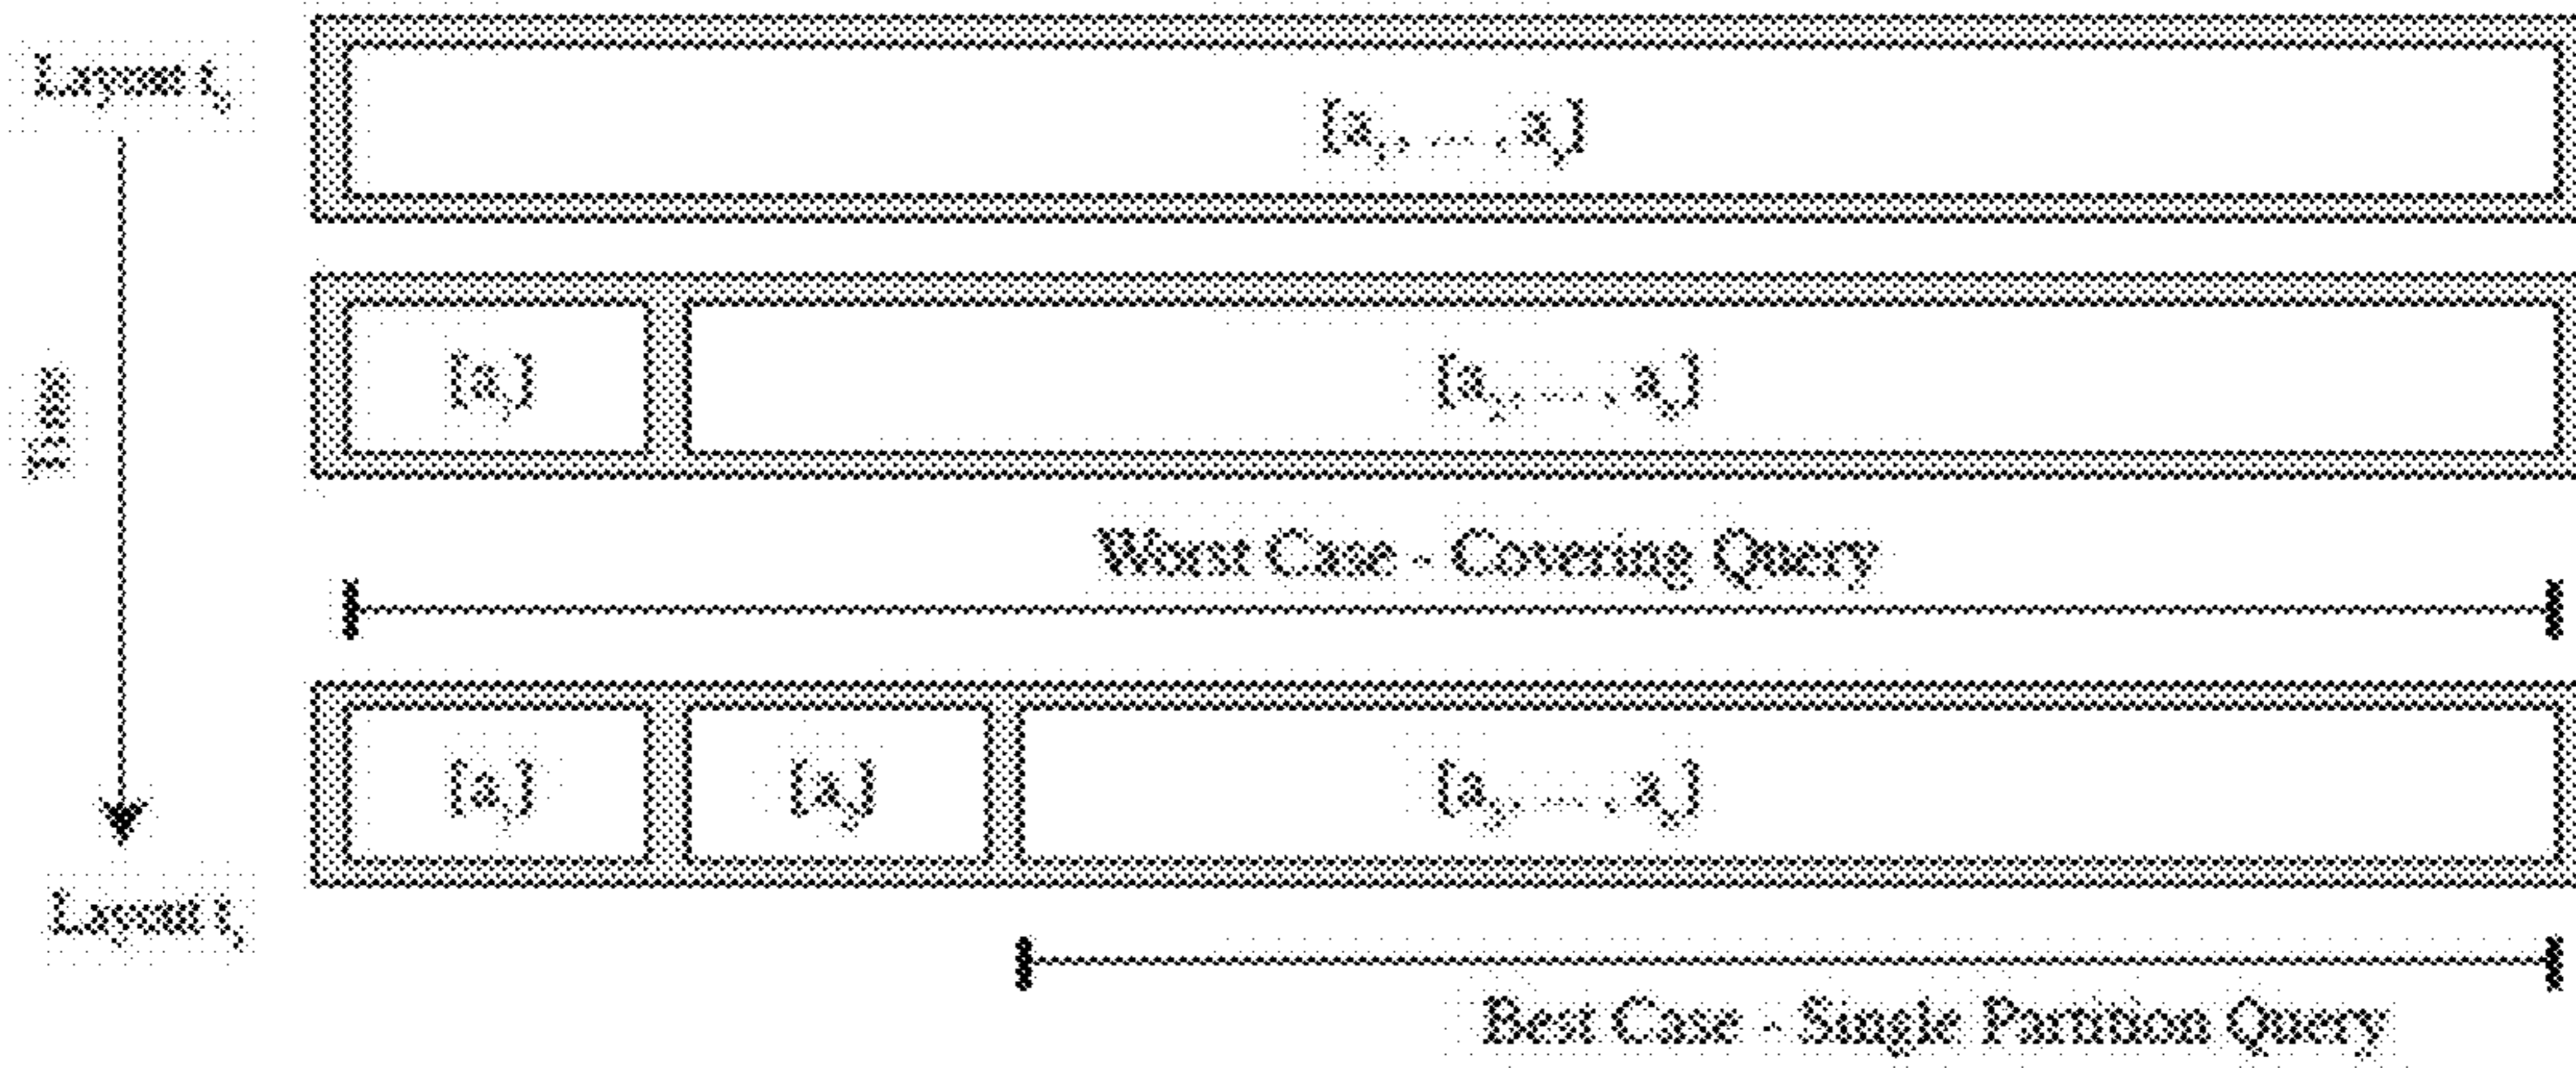 Layout t
[a, ... , a]
Time
[a] [a, ... , a]
Worst Case - Covering Query
[a] [a] [a, ... , a]
Layout t
Best Case - Single Partition Query